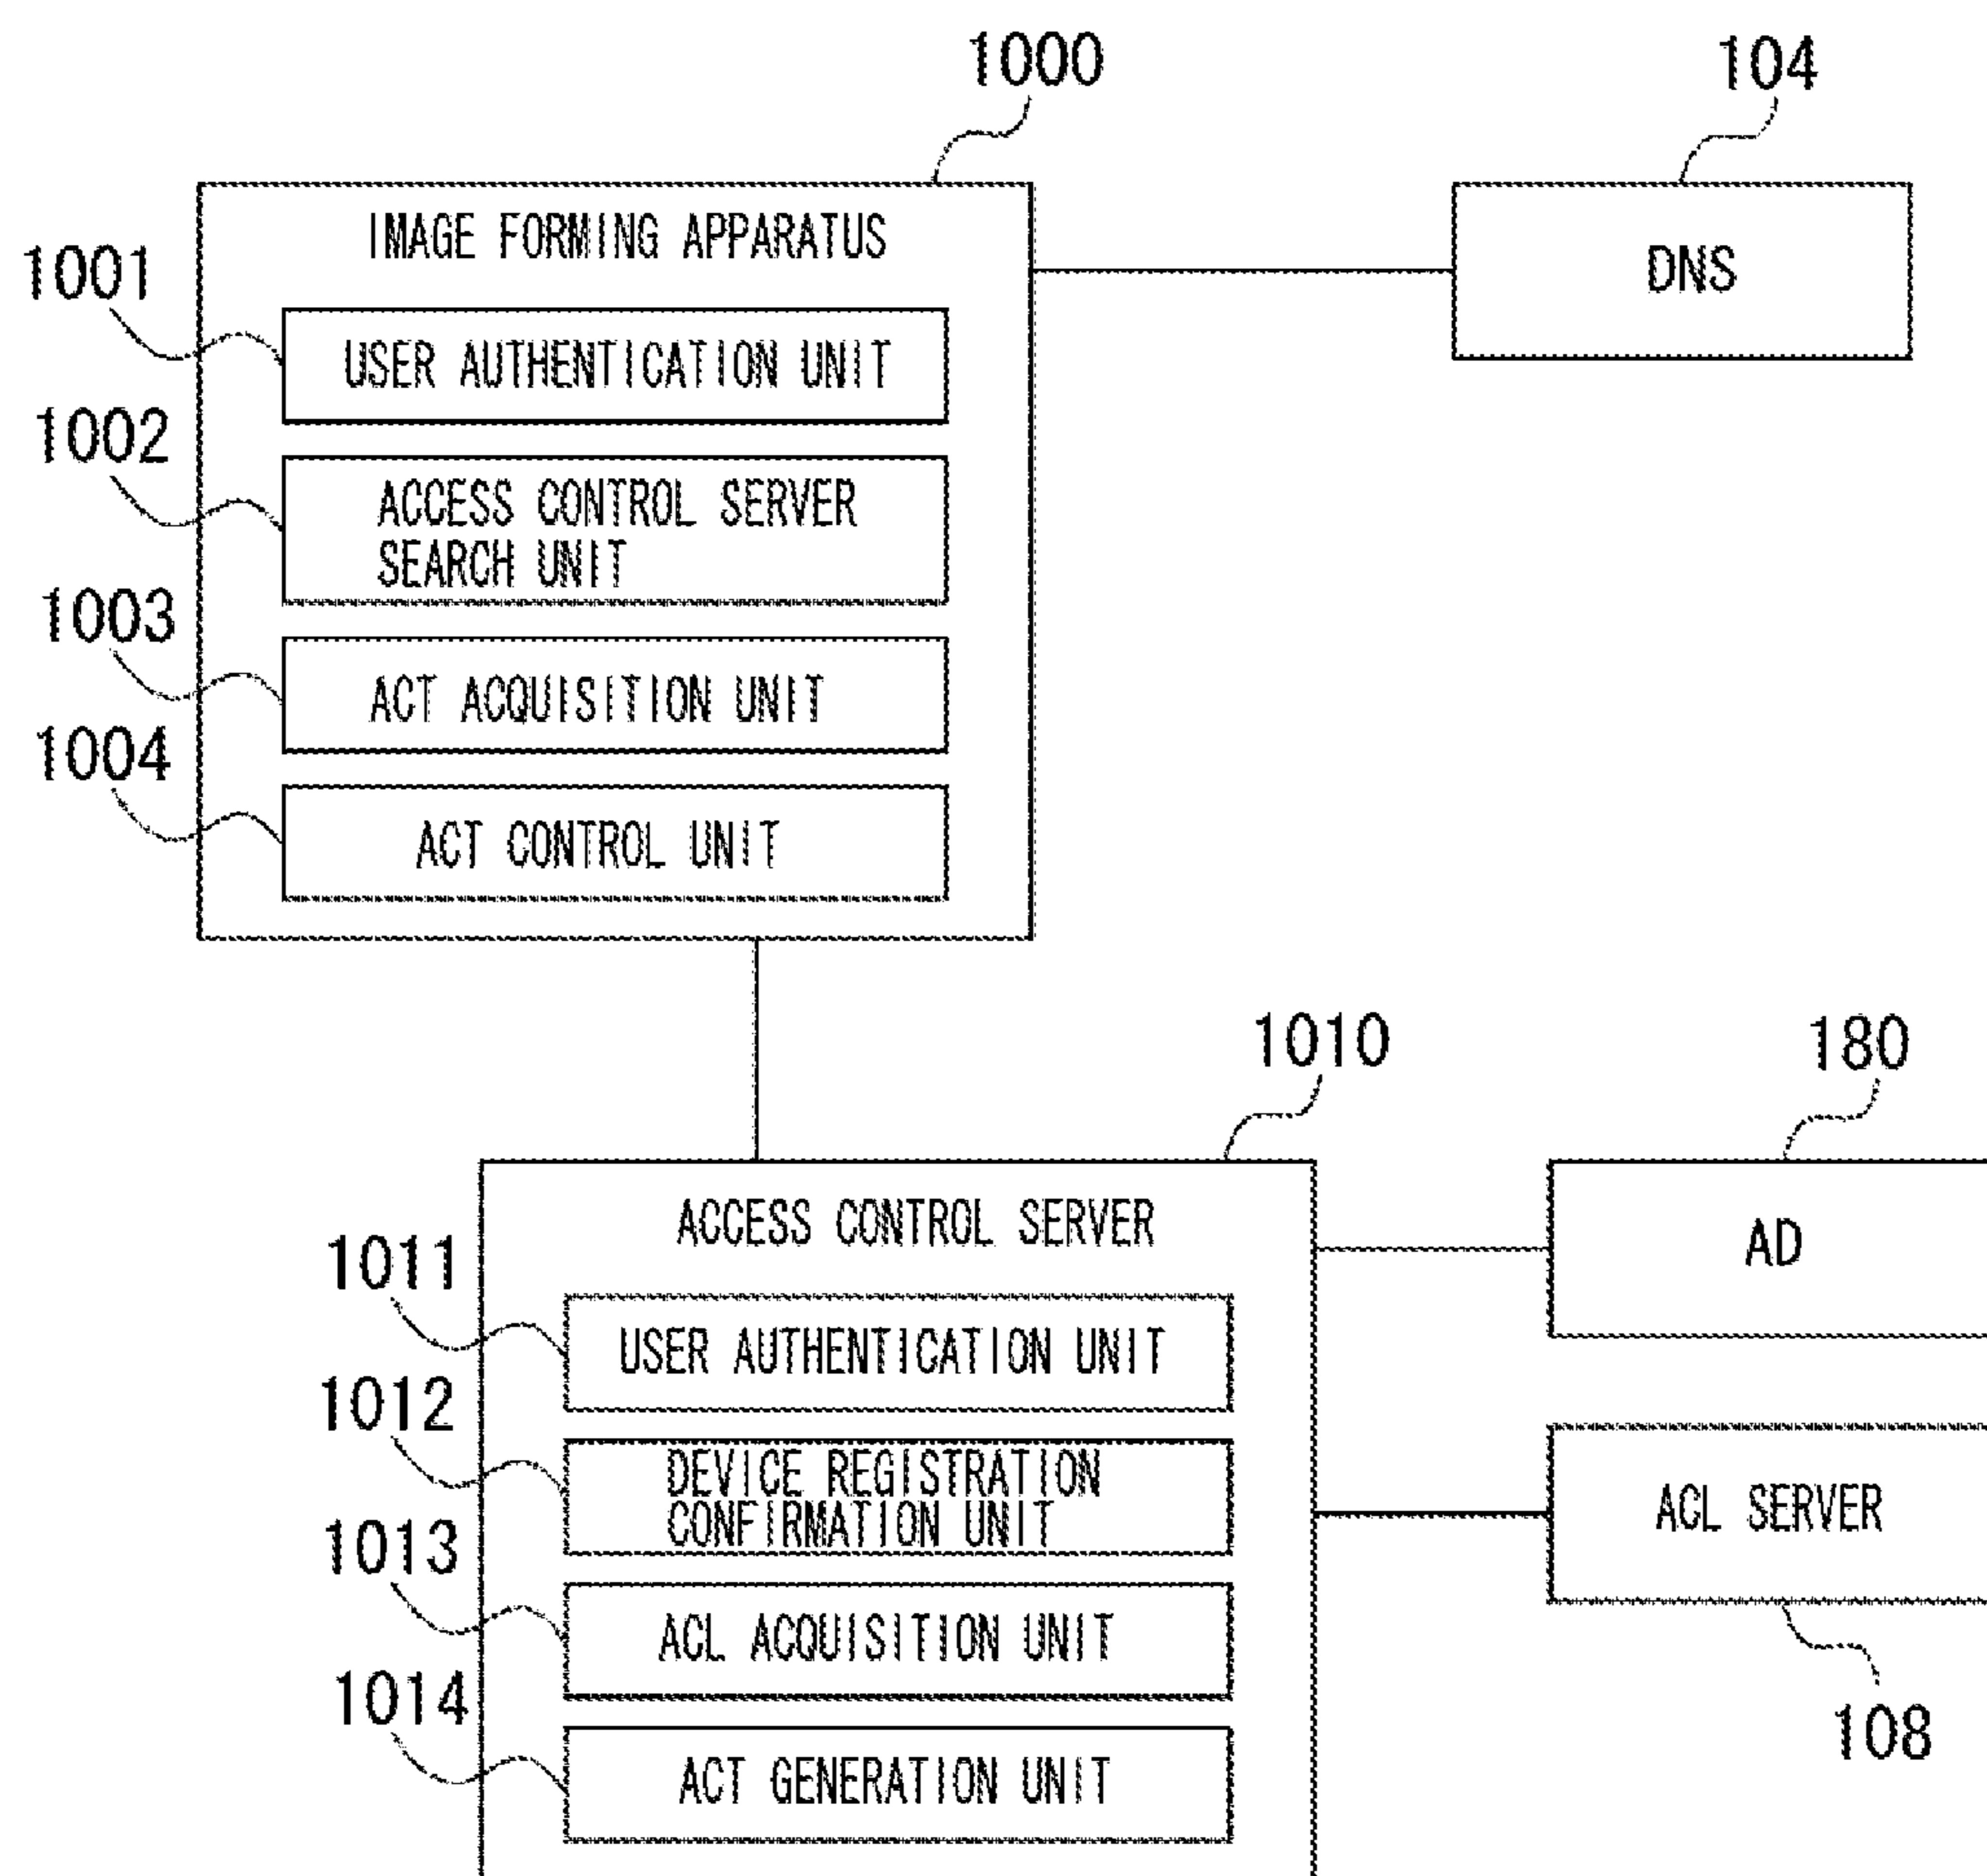 1000
104
IMAGE FORMING APPARATUS
DNS
1001
USER AUTHENTICATION UNIT
1002
ACCESS CONTROL SERVER
SEARCH UNIT
1003
ACT ACQUISITION UNIT
1004
ACT CONTROL UNIT
1010
180
ACCESS CONTROL SERVER
AD
1011
USER AUTHENTICATION UNIT
1012
DEVICE REGISTRATION
CONFIRMATION UNIT
ACL SERVER
1013
ACL ACQUISITION UNIT
1014
108
ACT GENERATION UNIT